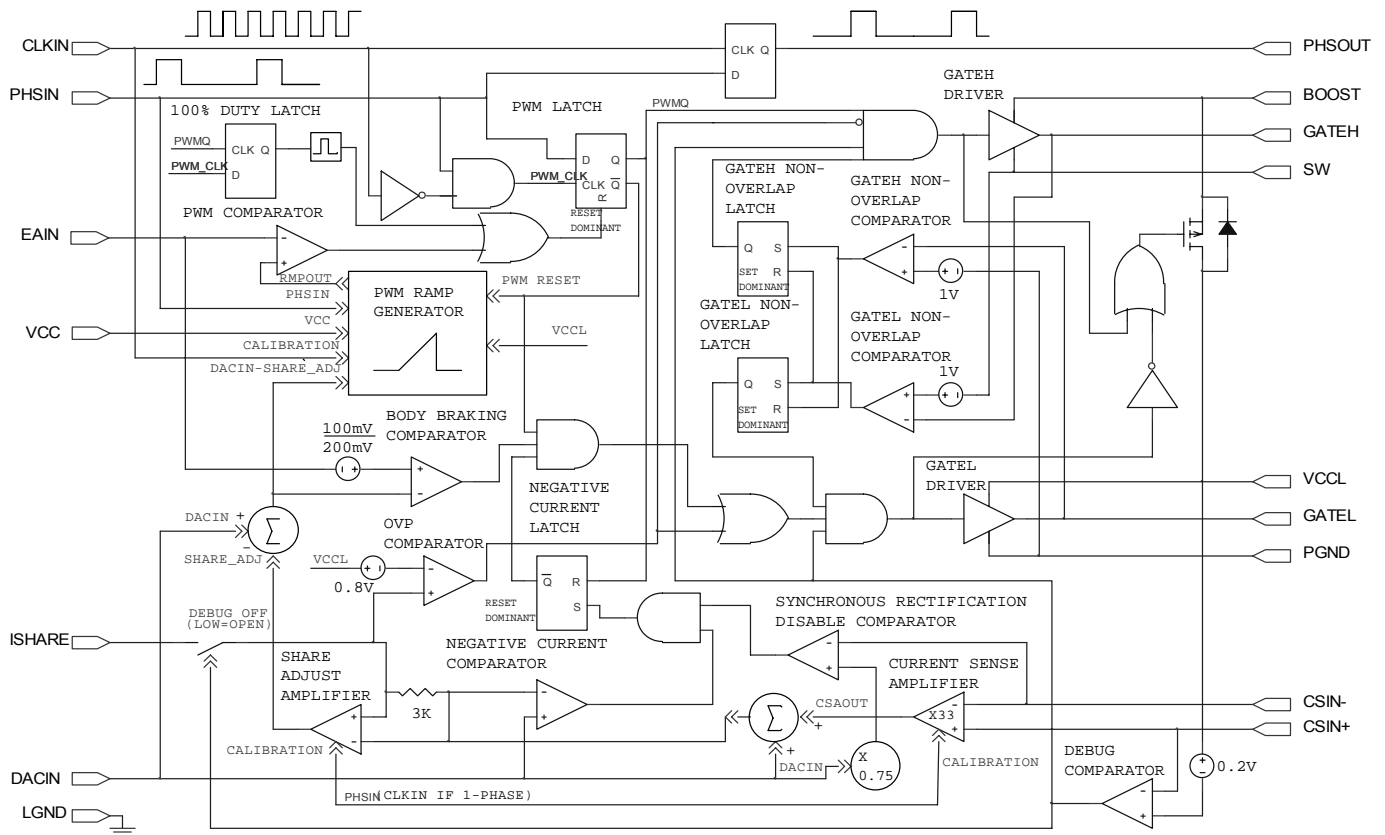 CLKIN
PHSIN
EAIN
VCC
ISHARE
DACIN
LGND
PHSOUT
BOOST
GATEH
SW
VCCL
GATEL
PGND
CSIN-
CSIN+
CLK Q
D
100% DUTY LATCH
PWMQ
PWM_CLK
CLK Q
D
PWM COMPARATOR
-
+
PWM LATCH
PWM_CLK
D Q
CLK Q
R
RESET
DOMINANT
PWMQ
GATEH
DRIVER
RMPOUT
PHSIN
VCC
CALIBRATION
DACIN-SHARE_ADJ
PWM RAMP
GENERATOR
PWM RESET
VCCL
GATEH NON-
OVERLAP
LATCH
GATEH NON-
OVERLAP
COMPARATOR
Q S
R
SET
DOMINANT
-
+
+ -
1V
GATEL NON-
OVERLAP
LATCH
GATEL NON-
OVERLAP
COMPARATOR
1V
Q S
R
SET
DOMINANT
+
-
+ -
BODY BRAKING
COMPARATOR
100mV
200mV
- +
+
-
NEGATIVE
CURRENT
LATCH
GATEL
DRIVER
DACIN +
Σ
-
SHARE_ADJ
OVP
COMPARATOR
VCCL
+ -
0.8V
-
+
Q R
S
RESET
DOMINANT
DEBUG OFF
(LOW=OPEN)
SHARE
ADJUST
AMPLIFIER
3K
+
-
CALIBRATION
NEGATIVE CURRENT
COMPARATOR
-
+
SYNCHRONOUS RECTIFICATION
DISABLE COMPARATOR
-
+
CURRENT SENSE
AMPLIFIER
X33
-
+
CSAOUT
+
Σ
+
DACIN
X
0.75
CALIBRATION
DEBUG
COMPARATOR
-
+
+
-
0.2V
PHSIN(CLKIN IF 1-PHASE)